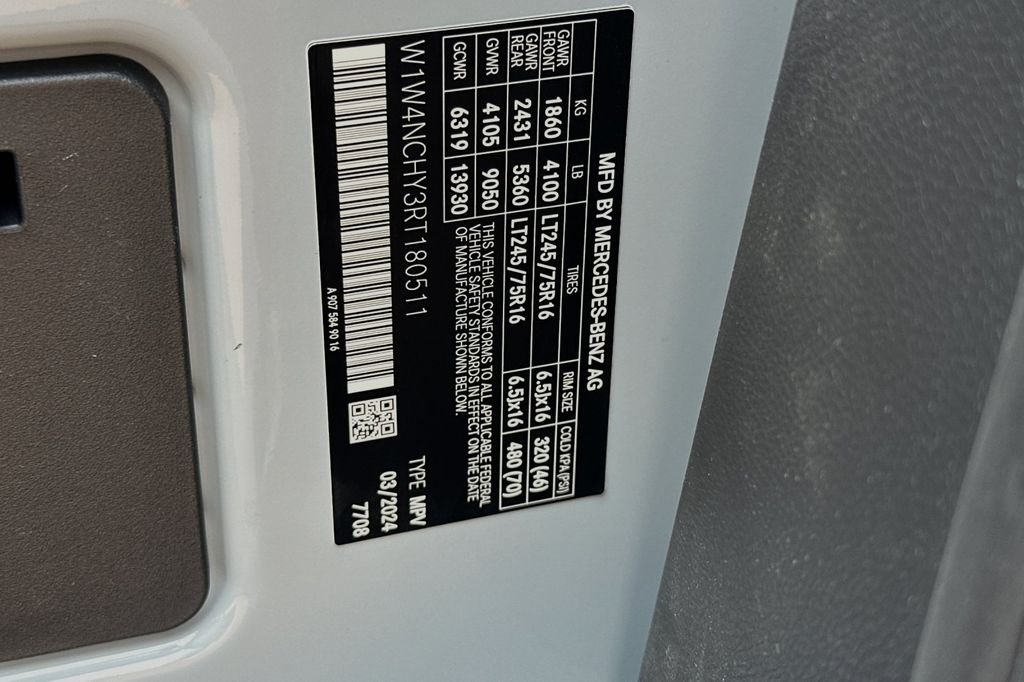 MFD BY MERCEDES-BENZ AG
KG LB TIRES RIM SIZE COLD KPA (PSI)
GAWR FRONT 1860 4100 LT245/75R16 6.5Jx16 320 (46)
GAWR REAR 2431 5360 LT245/75R16 6.5Jx16 480 (70)
GVWR 4105 9050
GCWR 6319 13930
THIS VEHICLE CONFORMS TO ALL APPLICABLE FEDERAL
VEHICLE SAFETY STANDARDS IN EFFECT ON THE DATE
OF MANUFACTURE SHOWN BELOW.
W1W4NCHY3RT180511 TYPE MPV
03/2024
7708
A 907 584 90 16